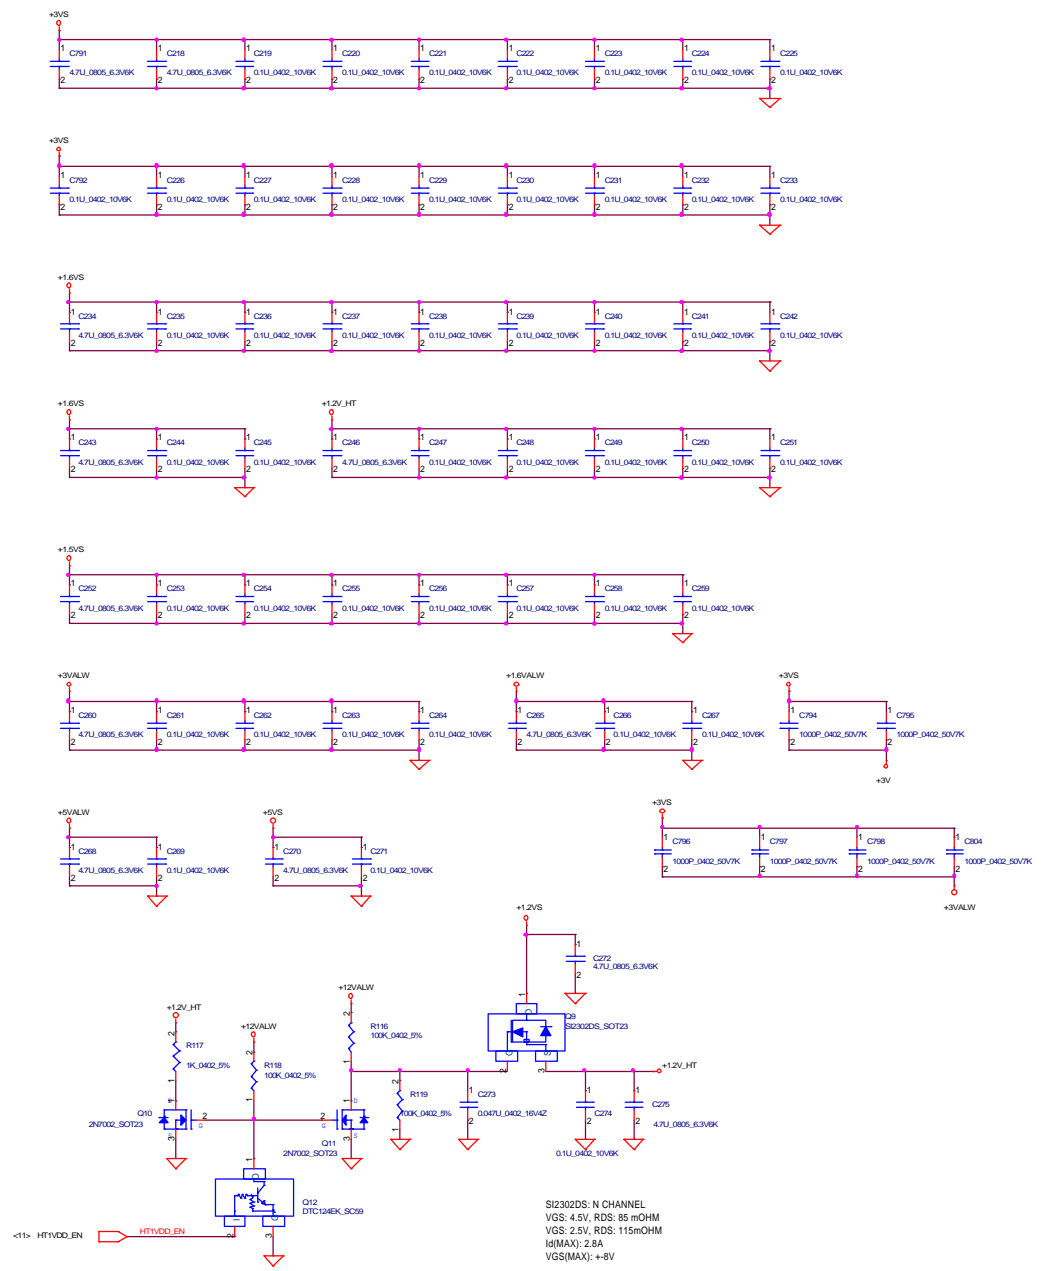 +3VS
C791 C218 C219 C220 C221 C222 C223 C224 C225
4.7U_0805_6.3V6K 4.7U_0805_6.3V6K 0.1U_0402_10V6K 0.1U_0402_10V6K 0.1U_0402_10V6K 0.1U_0402_10V6K 0.1U_0402_10V6K 0.1U_0402_10V6K 0.1U_0402_10V6K
+3VS
C792 C226 C227 C228 C229 C230 C231 C232 C233
0.1U_0402_10V6K 0.1U_0402_10V6K 0.1U_0402_10V6K 0.1U_0402_10V6K 0.1U_0402_10V6K 0.1U_0402_10V6K 0.1U_0402_10V6K 0.1U_0402_10V6K 0.1U_0402_10V6K
+1.6VS
C234 C235 C236 C237 C238 C239 C240 C241 C242
4.7U_0805_6.3V6K 0.1U_0402_10V6K 0.1U_0402_10V6K 0.1U_0402_10V6K 0.1U_0402_10V6K 0.1U_0402_10V6K 0.1U_0402_10V6K 0.1U_0402_10V6K 0.1U_0402_10V6K
+1.6VS +1.2V_HT
C243 C244 C245 C246 C247 C248 C249 C250 C251
4.7U_0805_6.3V6K 0.1U_0402_10V6K 0.1U_0402_10V6K 4.7U_0805_6.3V6K 0.1U_0402_10V6K 0.1U_0402_10V6K 0.1U_0402_10V6K 0.1U_0402_10V6K 0.1U_0402_10V6K
+1.5VS
C252 C253 C254 C255 C256 C257 C258 C259
4.7U_0805_6.3V6K 0.1U_0402_10V6K 0.1U_0402_10V6K 0.1U_0402_10V6K 0.1U_0402_10V6K 0.1U_0402_10V6K 0.1U_0402_10V6K 0.1U_0402_10V6K
+3VALW +1.6VALW +3VS
C260 C261 C262 C263 C264 C265 C266 C267 C794 C795
4.7U_0805_6.3V6K 0.1U_0402_10V6K 0.1U_0402_10V6K 0.1U_0402_10V6K 0.1U_0402_10V6K 4.7U_0805_6.3V6K 0.1U_0402_10V6K 0.1U_0402_10V6K 1000P_0402_50V7K 1000P_0402_50V7K
+3V
+5VALW +5VS +3VS
C268 C269 C270 C271 C796 C797 C798 C804
4.7U_0805_6.3V6K 0.1U_0402_10V6K 4.7U_0805_6.3V6K 0.1U_0402_10V6K 1000P_0402_50V7K 1000P_0402_50V7K 1000P_0402_50V7K 1000P_0402_50V7K
+3VALW
+1.2VS
C272
4.7U_0805_6.3V6K
+12VALW
+1.2V_HT
Q9
SI2302DS_SOT23
+12VALW
R116
100K_0402_5%
R117
1K_0402_5%
R118
100K_0402_5%
+1.2V_HT
R119
100K_0402_5%
C273
0.047U_0402_16V4Z
C274
0.1U_0402_10V6K
C275
4.7U_0805_6.3V6K
Q10
2N7002_SOT23
Q11
2N7002_SOT23
Q12
DTC124EK_SC59
<11> HT1VDD_EN HT1VDD_EN
SI2302DS: N CHANNEL
VGS: 4.5V, RDS: 85 mOHM
VGS: 2.5V, RDS: 115mOHM
Id(MAX): 2.8A
VGS(MAX): +-8V